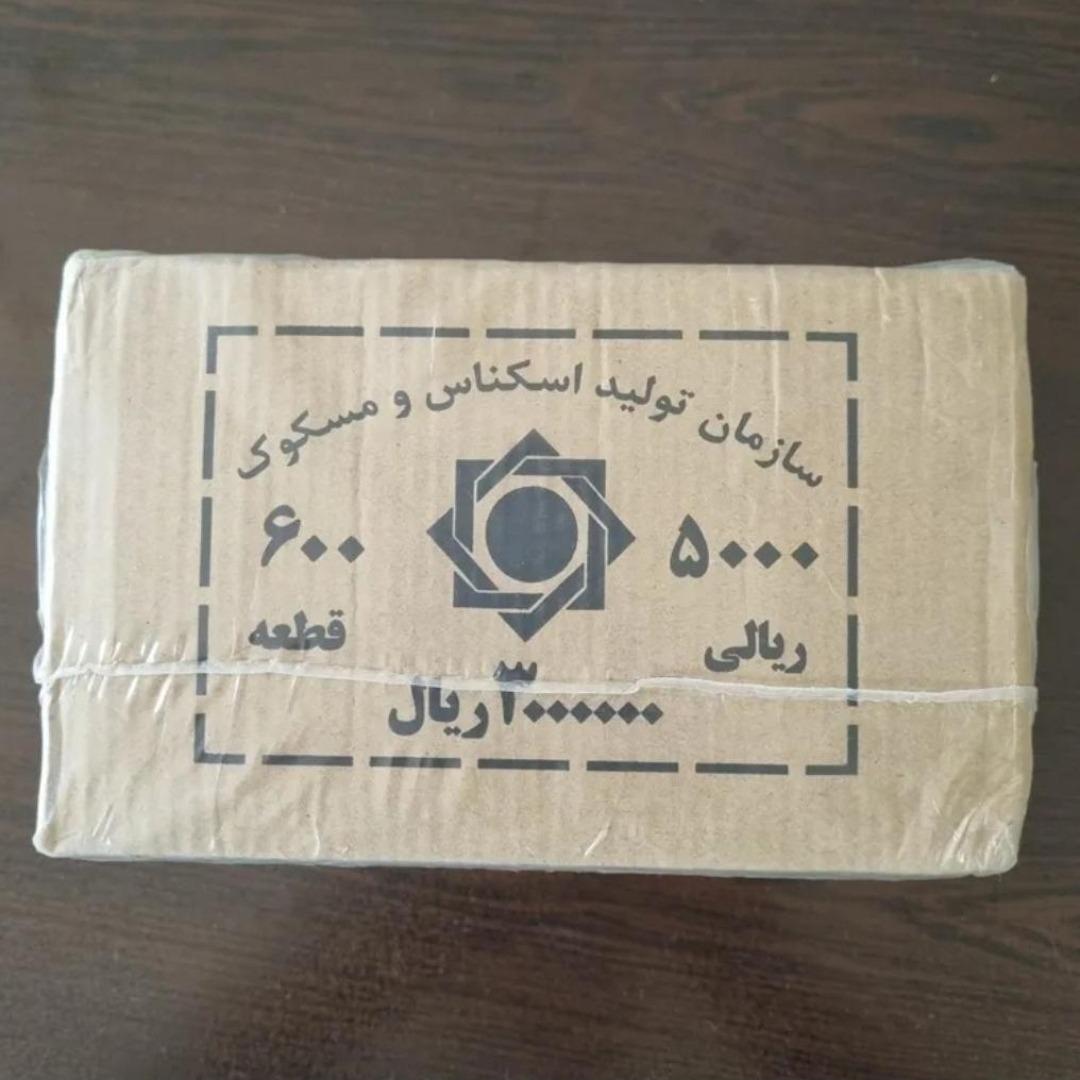 سازمان تولید اسکناس و مسکوک
۵۰۰۰
ریالی
۶۰۰
قطعه
۳۰۰۰۰۰۰ ریال